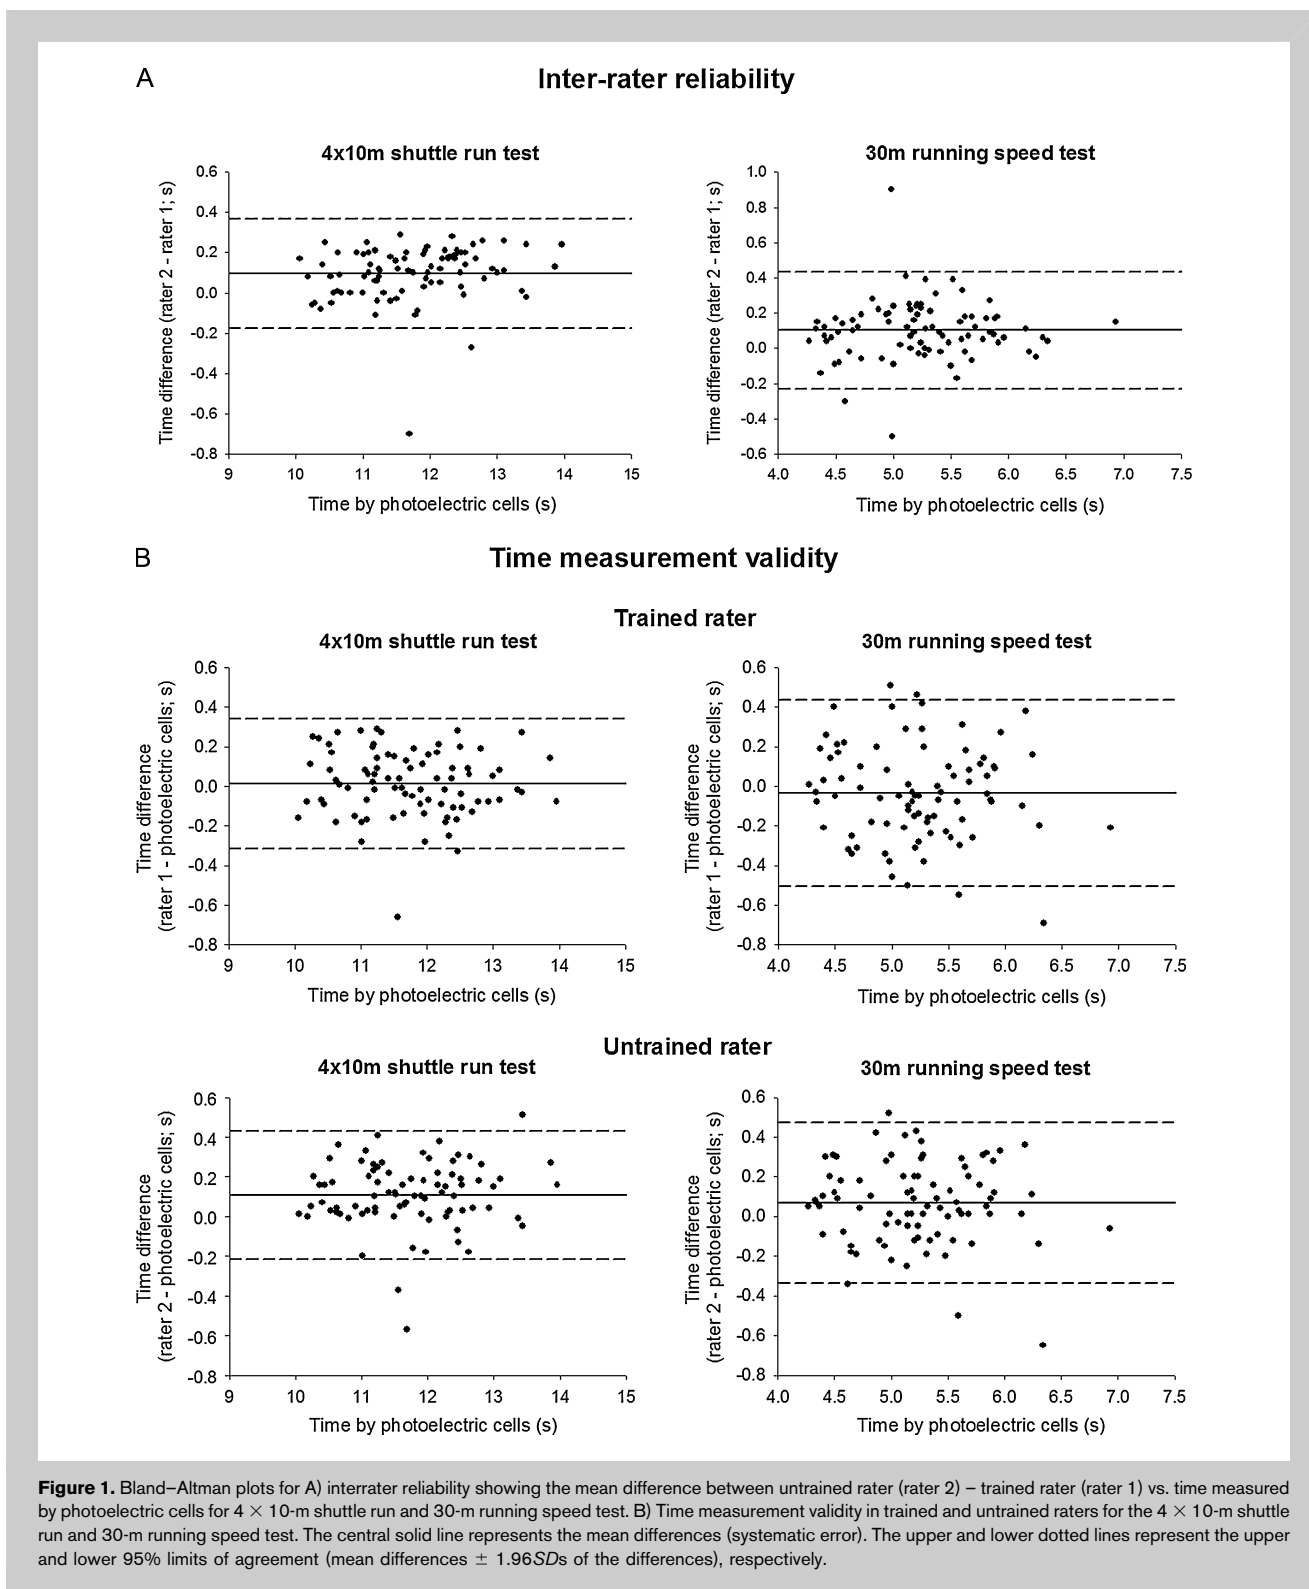 A
Inter-rater reliability
4x10m shuttle run test
30m running speed test
Time difference (rater 2 - rater 1; s)
0.6
0.4
0.2
0.0
-0.2
-0.4
-0.6
-0.8
9 10 11 12 13 14 15
Time by photoelectric cells (s)
Time difference (rater 2 - rater 1; s)
1.0
0.8
0.6
0.4
0.2
0.0
-0.2
-0.4
-0.6
4.0 4.5 5.0 5.5 6.0 6.5 7.0 7.5
Time by photoelectric cells (s)
B
Time measurement validity
Trained rater
4x10m shuttle run test
30m running speed test
Time difference
(rater 1 - photoelectric cells; s)
0.6
0.4
0.2
0.0
-0.2
-0.4
-0.6
-0.8
9 10 11 12 13 14 15
Time by photoelectric cells (s)
Time difference
(rater 1 - photoelectric cells; s)
0.6
0.4
0.2
0.0
-0.2
-0.4
-0.6
-0.8
4.0 4.5 5.0 5.5 6.0 6.5 7.0 7.5
Time by photoelectric cells (s)
Untrained rater
4x10m shuttle run test
30m running speed test
Time difference
(rater 2 - photoelectric cells; s)
0.6
0.4
0.2
0.0
-0.2
-0.4
-0.6
-0.8
9 10 11 12 13 14 15
Time by photoelectric cells (s)
Time difference
(rater 2 - photoelectric cells; s)
0.6
0.4
0.2
0.0
-0.2
-0.4
-0.6
-0.8
4.0 4.5 5.0 5.5 6.0 6.5 7.0 7.5
Time by photoelectric cells (s)
Figure 1. Bland–Altman plots for A) interrater reliability showing the mean difference between untrained rater (rater 2) – trained rater (rater 1) vs. time measured
by photoelectric cells for 4 × 10-m shuttle run and 30-m running speed test. B) Time measurement validity in trained and untrained raters for the 4 × 10-m shuttle
run and 30-m running speed test. The central solid line represents the mean differences (systematic error). The upper and lower dotted lines represent the upper
and lower 95% limits of agreement (mean differences ± 1.96SDs of the differences), respectively.